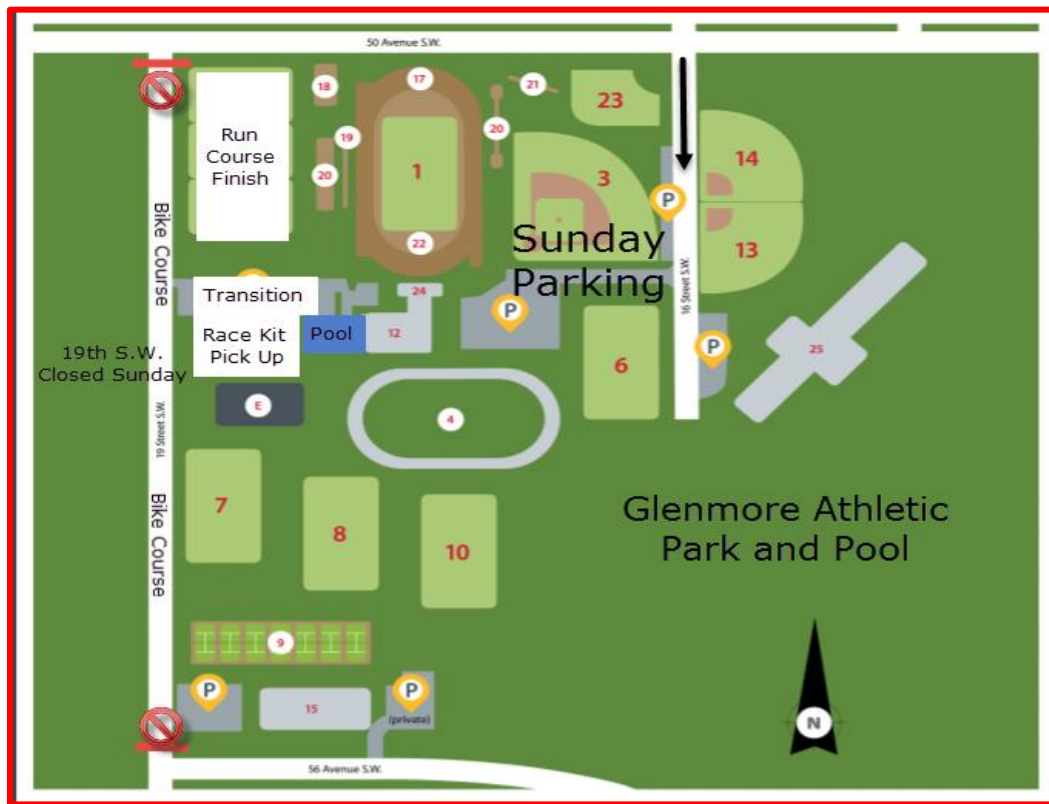 50 Avenue S.W.
18
17
21
23
19
20
Run
Course
Finish
20
1
14
3
P
22
13
Bike Course
Sunday
Parking
16 Street S.W.
Transition
24
P
Race Kit
Pick Up
Pool
12
P
25
6
19th S.W.
Closed Sunday
E
4
19 Street S.W.
7
8
10
Bike Course
Glenmore Athletic
Park and Pool
9
P
P
(private)
15
N
56 Avenue S.W.